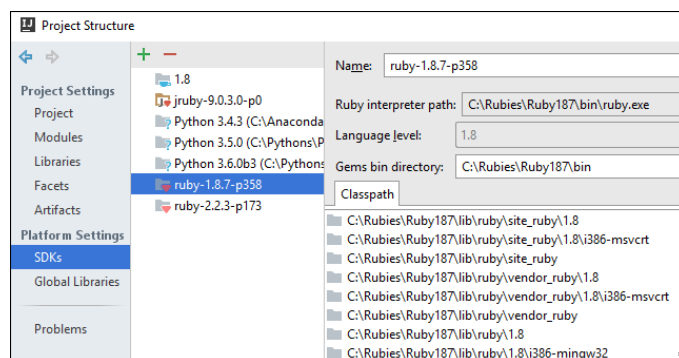 Project Structure
Project Settings
Project
Modules
Libraries
Facets
Artifacts
Platform Settings
SDKs
Global Libraries
Problems
1.8
jruby-9.0.3.0-p0
Python 3.4.3 (C:\Anaconda
Python 3.5.0 (C:\Pythons\P
Python 3.6.0b3 (C:\Pythons
ruby-1.8.7-p358
ruby-2.2.3-p173
Name: ruby-1.8.7-p358
Ruby interpreter path: C:\Rubies\Ruby187\bin\ruby.exe
Language level: 1.8
Gems bin directory: C:\Rubies\Ruby187\bin
Classpath
C:\Rubies\Ruby187\lib\ruby\site_ruby\1.8
C:\Rubies\Ruby187\lib\ruby\site_ruby\1.8\i386-msvcrt
C:\Rubies\Ruby187\lib\ruby\site_ruby
C:\Rubies\Ruby187\lib\ruby\vendor_ruby\1.8
C:\Rubies\Ruby187\lib\ruby\vendor_ruby\1.8\i386-msvcrt
C:\Rubies\Ruby187\lib\ruby\vendor_ruby
C:\Rubies\Ruby187\lib\ruby\1.8
C:\Rubies\Ruby187\lib\ruby\1.8\i386-mingw32